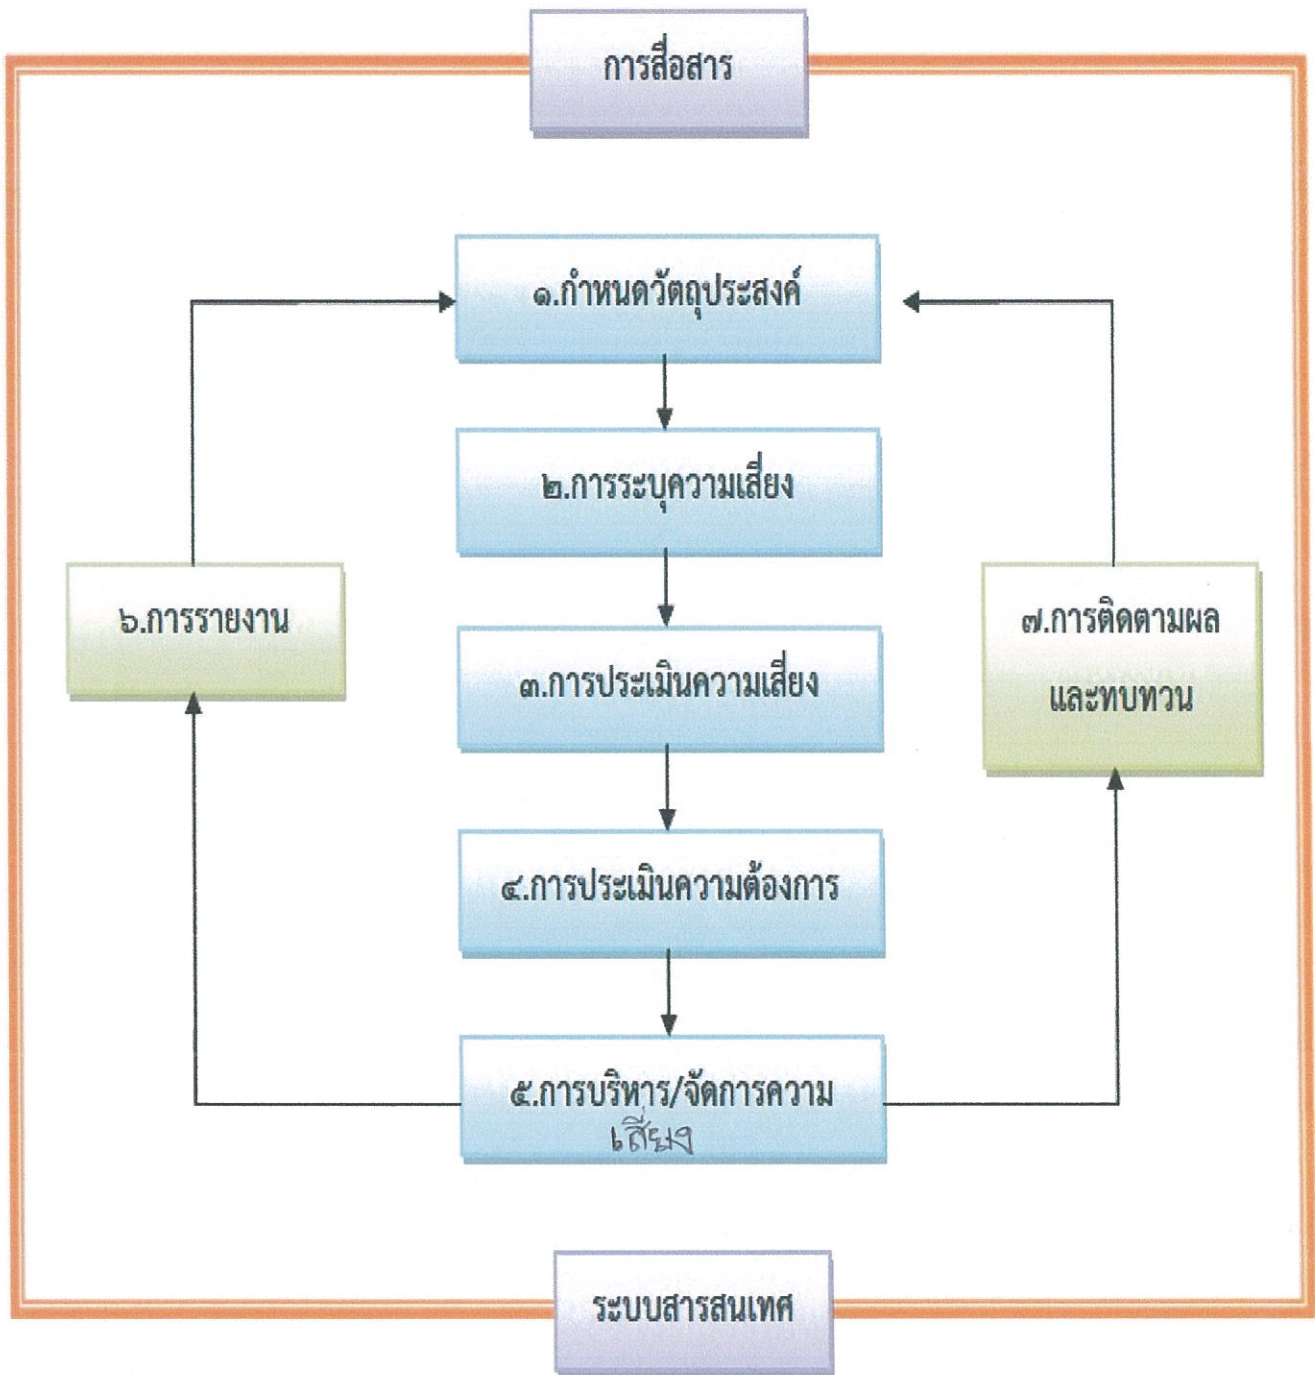 การสื่อสาร
๑.กำหนดวัตถุประสงค์
๒.การระบุความเสี่ยง
๖.การรายงาน
๗.การติดตามผล
และทบทวน
๓.การประเมินความเสี่ยง
๔.การประเมินความต้องการ
๕.การบริหาร/จัดการความ
เสี่ยง
ระบบสารสนเทศ